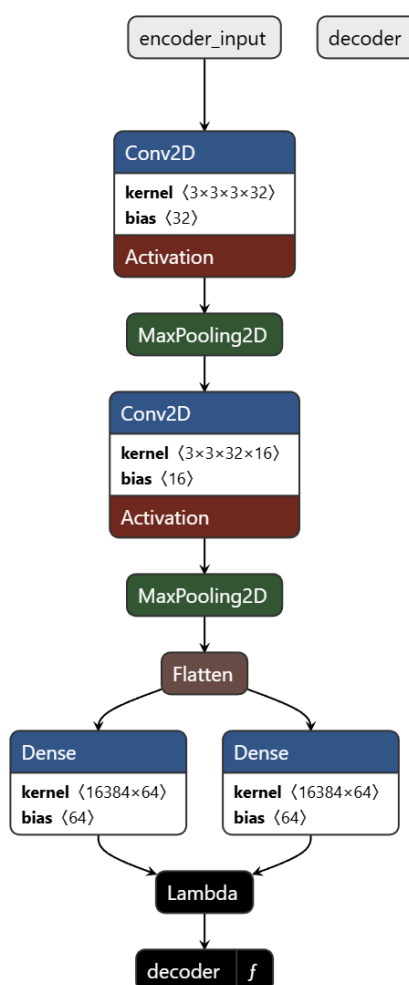 encoder_input
decoder
Conv2D
kernel 〈3×3×3×32〉
bias 〈32〉
Activation
MaxPooling2D
Conv2D
kernel 〈3×3×32×16〉
bias 〈16〉
Activation
MaxPooling2D
Flatten
Dense
kernel 〈16384×64〉
bias 〈64〉
Dense
kernel 〈16384×64〉
bias 〈64〉
Lambda
decoder f